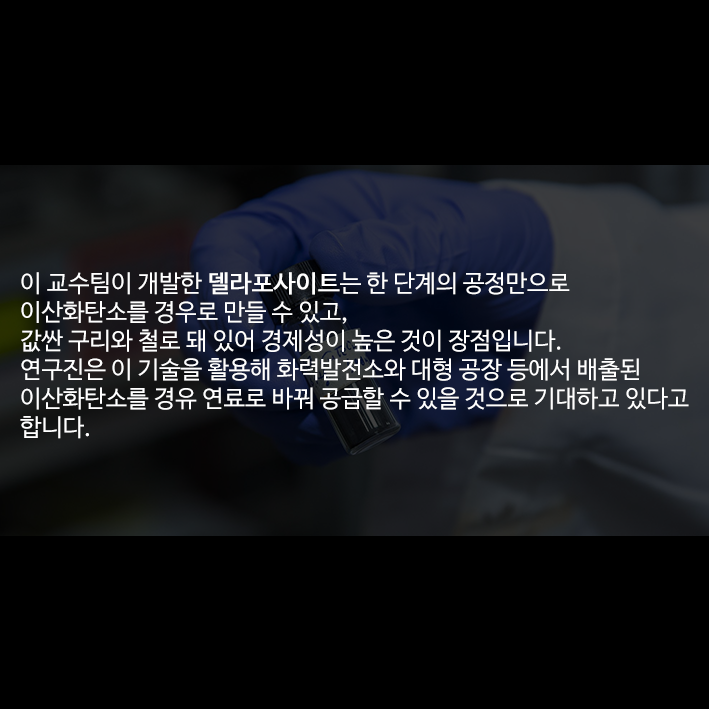 이 교수팀이 개발한 델라포사이트는 한 단계의 공정만으로
이산화탄소를 경우로 만들 수 있고,
값싼 구리와 철로 돼 있어 경제성이 높은 것이 장점입니다.
연구진은 이 기술을 활용해 화력발전소와 대형 공장 등에서 배출된
이산화탄소를 경유 연료로 바꿔 공급할 수 있을 것으로 기대하고 있다고
합니다.